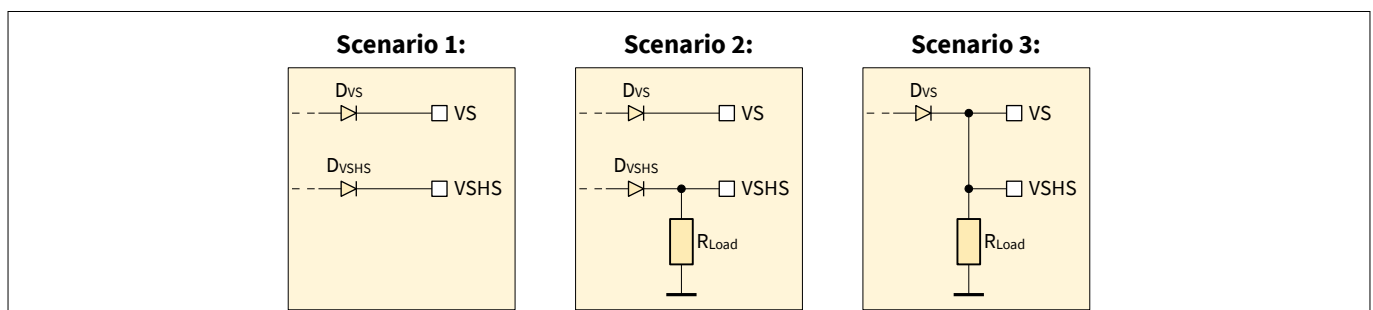 Scenario 1:
DVS
VS
DVSHS
VSHS
Scenario 2:
DVS
VS
DVSHS
VSHS
RLoad
Scenario 3:
DVS
VS
VSHS
RLoad